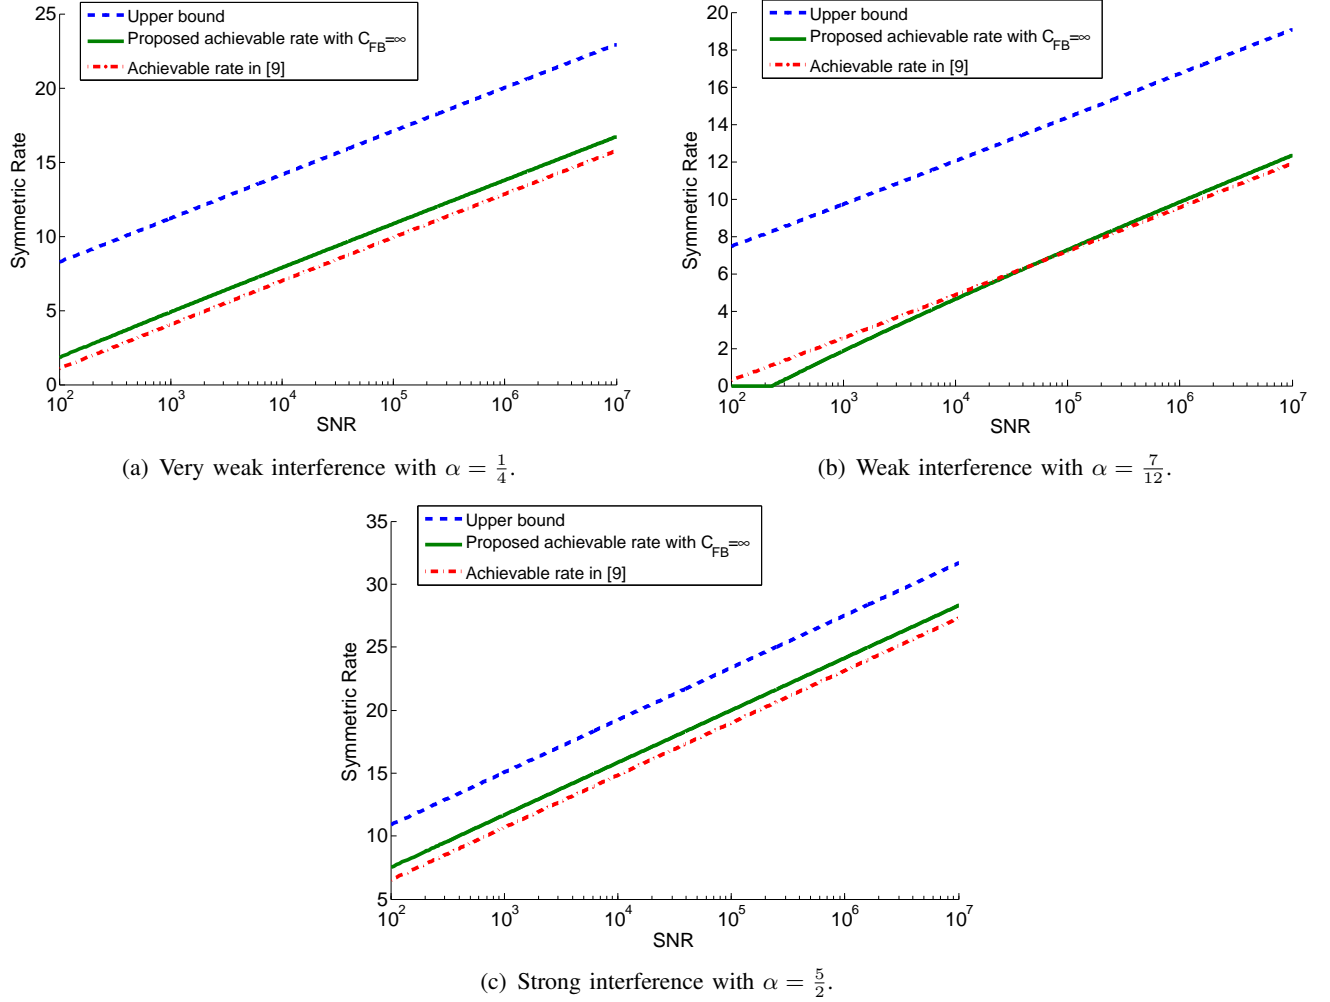 25
20
15
10
5
0
Symmetric Rate
Upper bound
Proposed achievable rate with C_FB=∞
Achievable rate in [9]
10^2 10^3 10^4 10^5 10^6 10^7
SNR
(a) Very weak interference with α = 1/4.
20
18
16
14
12
10
8
6
4
2
0
Symmetric Rate
Upper bound
Proposed achievable rate with C_FB=∞
Achievable rate in [9]
10^2 10^3 10^4 10^5 10^6 10^7
SNR
(b) Weak interference with α = 7/12.
35
30
25
20
15
10
5
Symmetric Rate
Upper bound
Proposed achievable rate with C_FB=∞
Achievable rate in [9]
10^2 10^3 10^4 10^5 10^6 10^7
SNR
(c) Strong interference with α = 5/2.